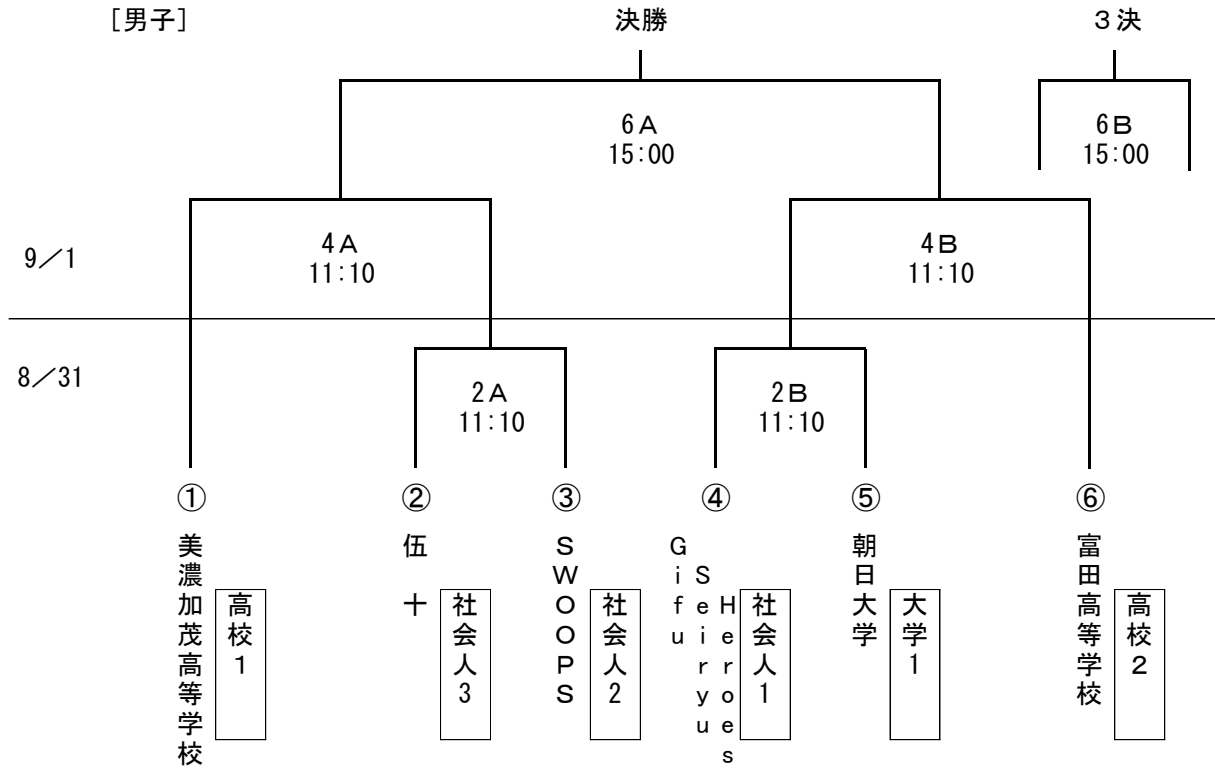 ［男子］
決勝
３決
6Ａ
15:00
6Ｂ
15:00
9／1
4Ａ
11:10
4Ｂ
11:10
8／31
2Ａ
11:10
2Ｂ
11:10
①
②
③
④
⑤
⑥
美濃加茂高等学校
高校１
伍　十
社会人3
ＳＷＯＯＰＳ
社会人2
Gifu
Seiryu
Heroes
社会人1
朝日大学
大学1
富田高等学校
高校２